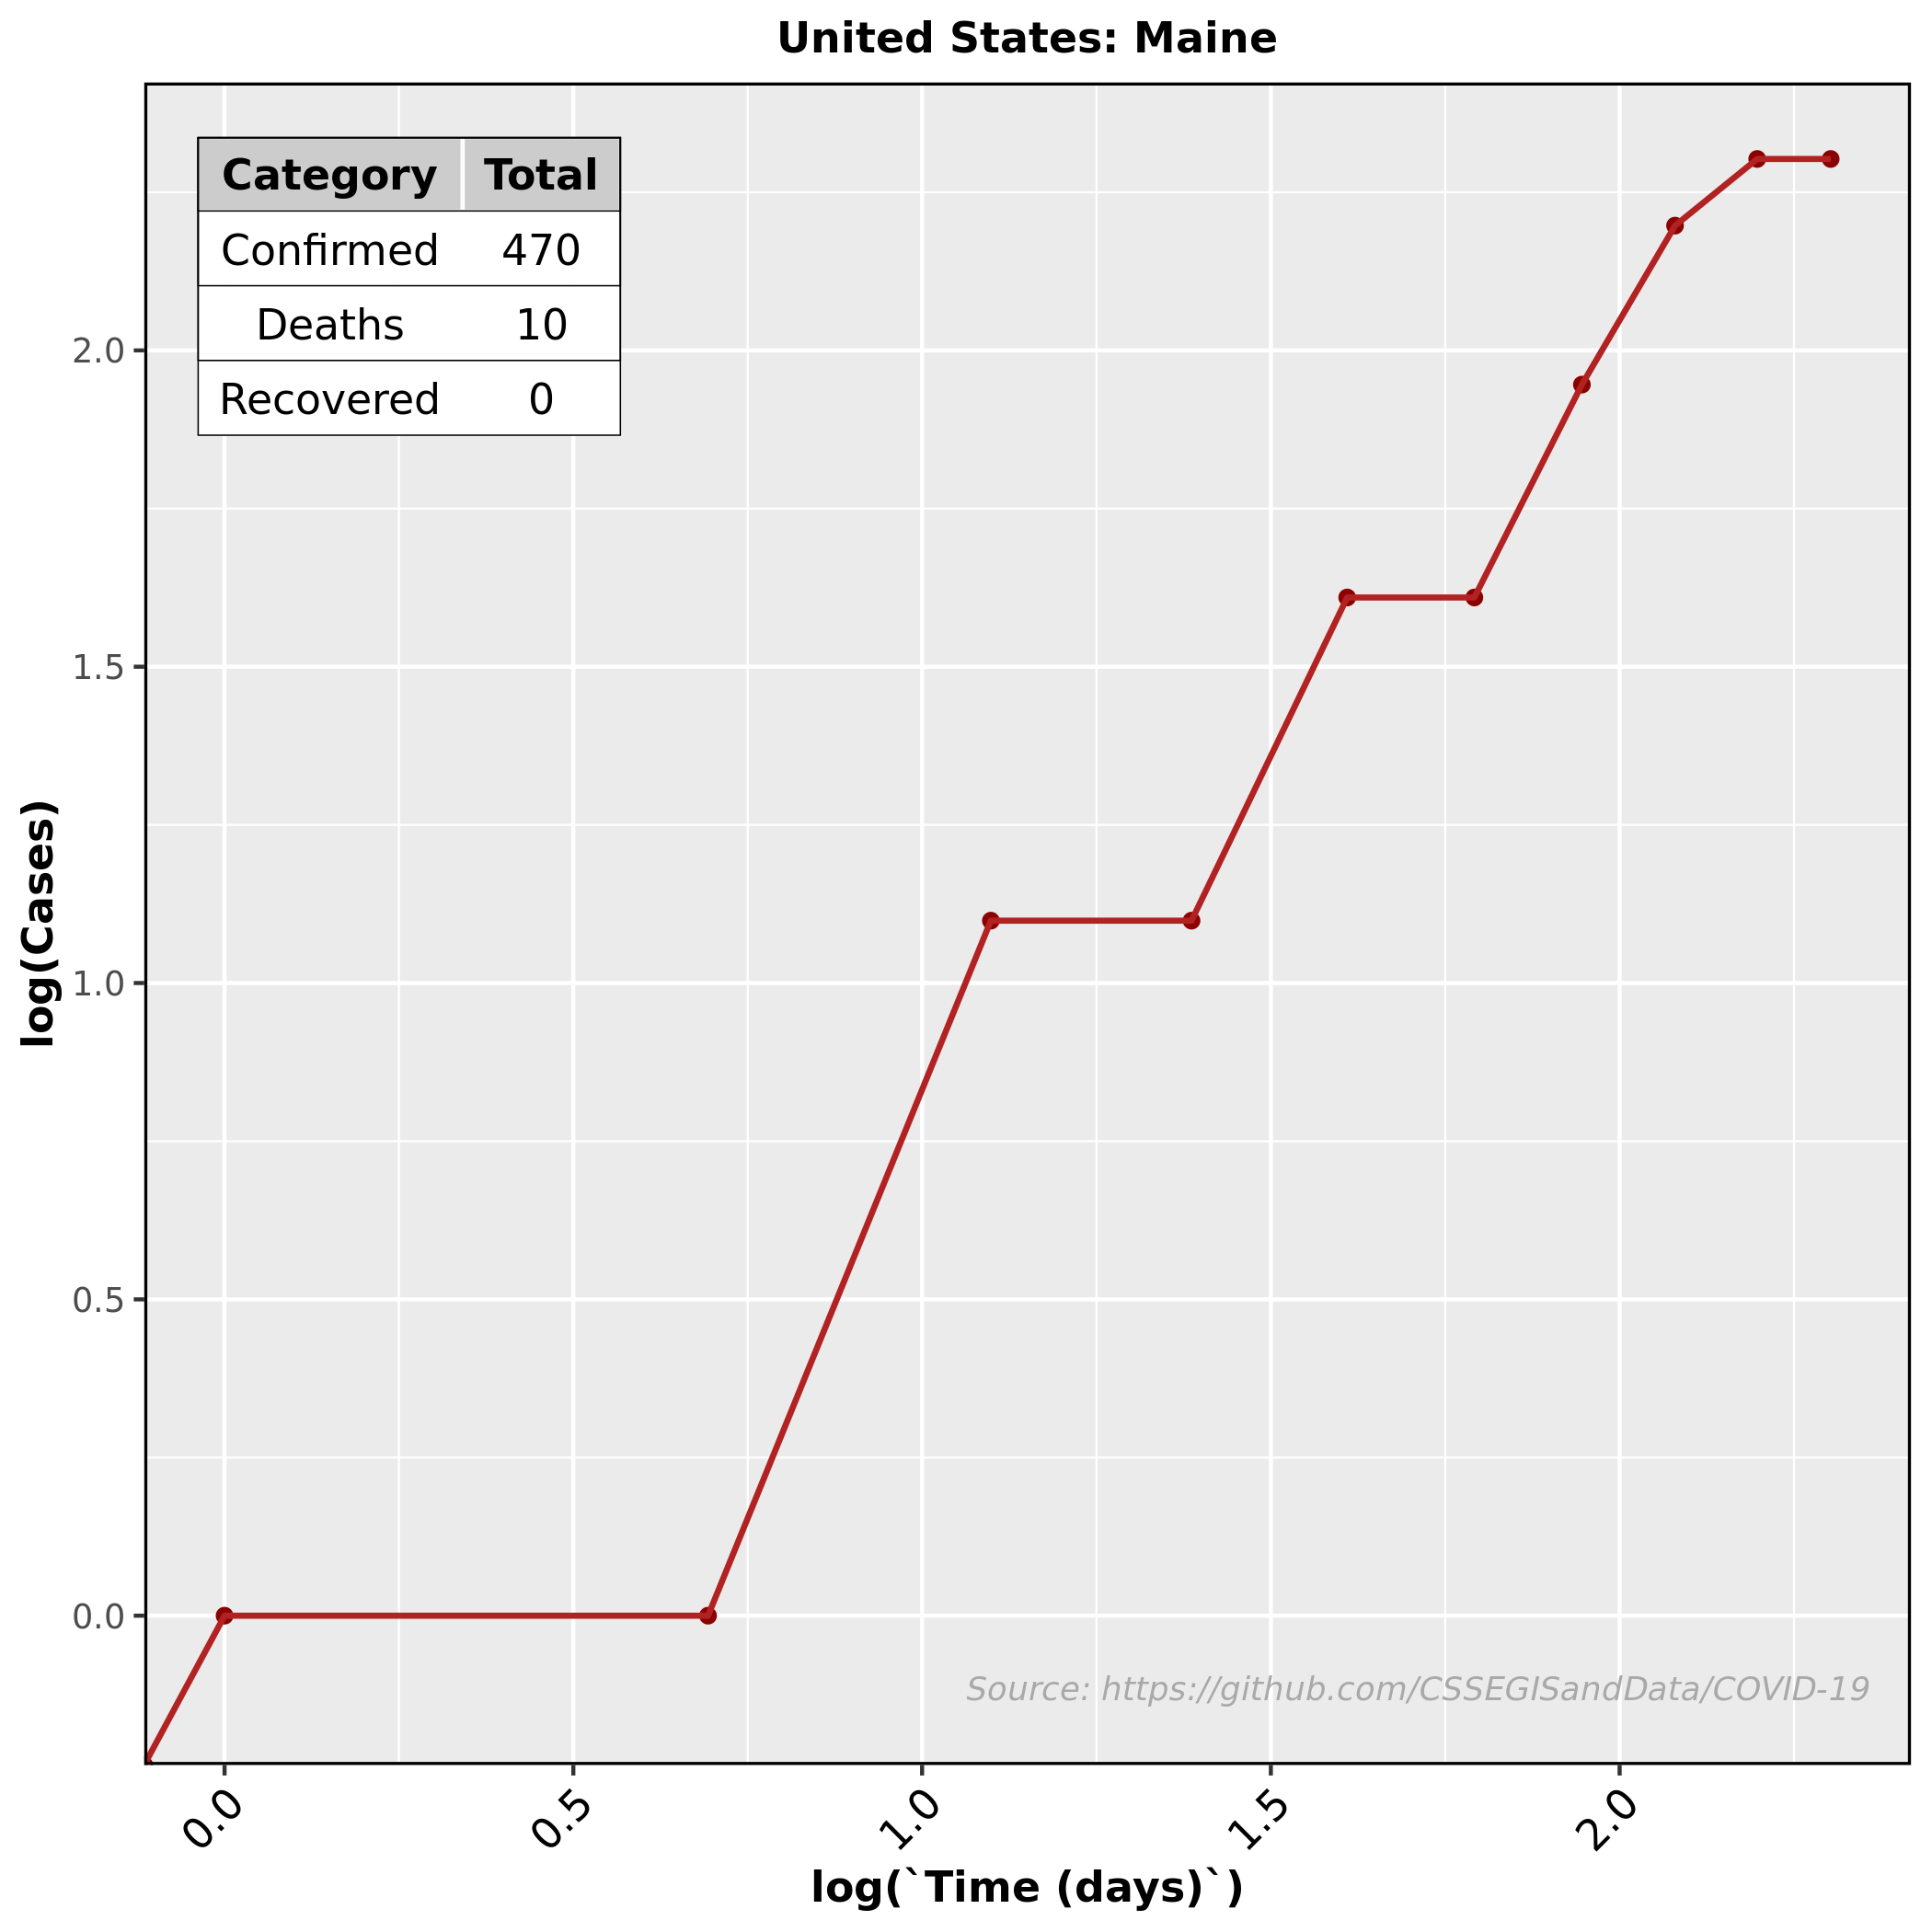 United States: Maine
Category Total
Confirmed 470
Deaths 10
Recovered 0
2.0
1.5
1.0
0.5
0.0
log(Cases)
Source: https://github.com/CSSEGISandData/COVID-19
0.0 0.5 1.0 1.5 2.0
log(`Time (days)`)